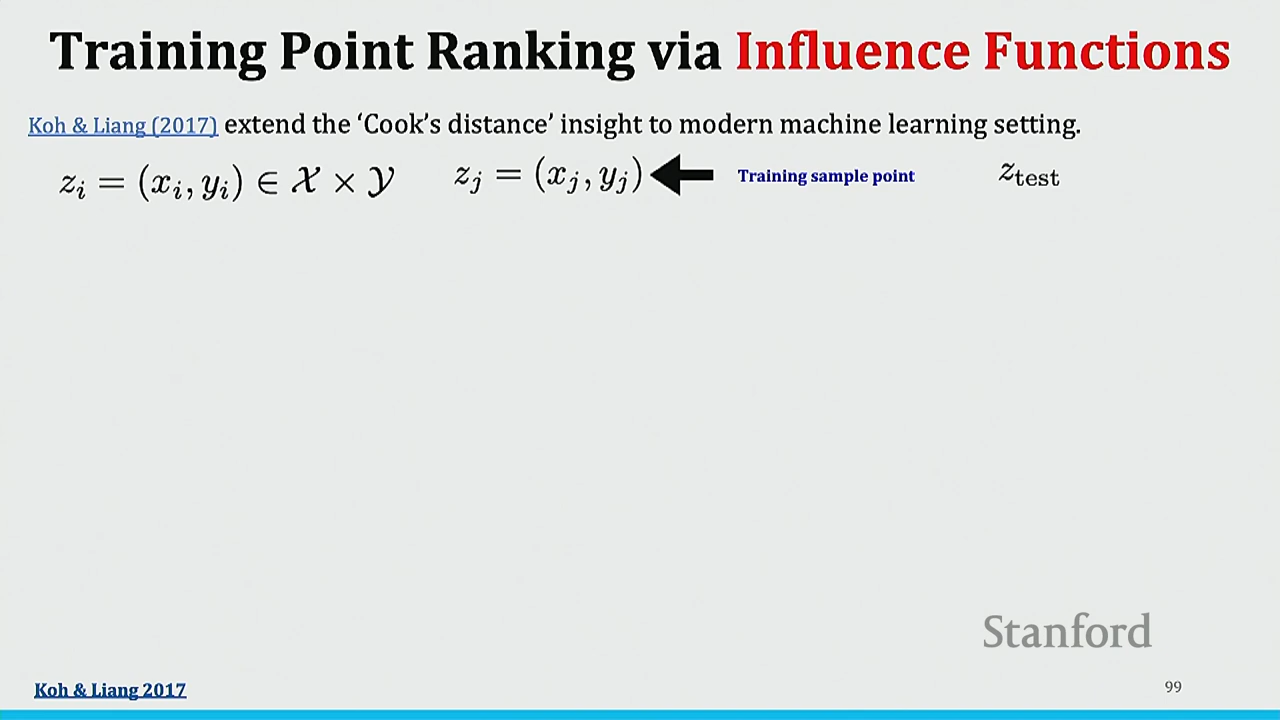 Training Point Ranking via Influence Functions
Koh & Liang (2017) extend the ‘Cook’s distance’ insight to modern machine learning setting.
z_i = (x_i, y_i) ∈ 𝒳 × 𝒴 z_j = (x_j, y_j) Training sample point z_test
Stanford
Koh & Liang 2017
99